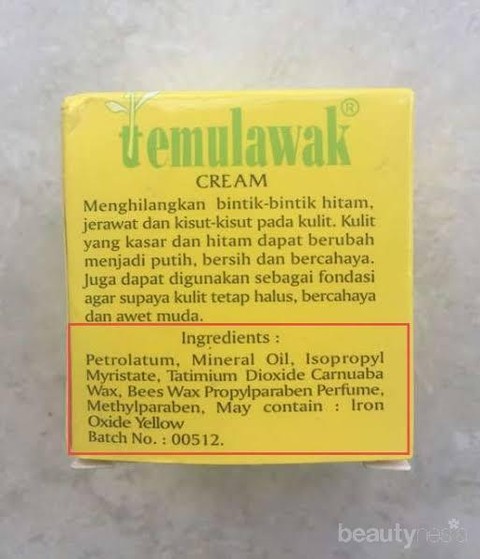 temulawak®
CREAM
Menghilangkan bintik-bintik hitam,
jerawat dan kisut-kisut pada kulit. Kulit
yang kasar dan hitam dapat berubah
menjadi putih, bersih dan bercahaya.
Juga dapat digunakan sebagai fondasi
agar supaya kulit tetap halus, bercahaya
dan awet muda.
Ingredients :
Petrolatum, Mineral Oil, Isopropyl
Myristate, Tatimium Dioxide Carnuaba
Wax, Bees Wax Propylparaben Perfume,
Methylparaben, May contain : Iron
Oxide Yellow
Batch No. : 00512.
beautynesia